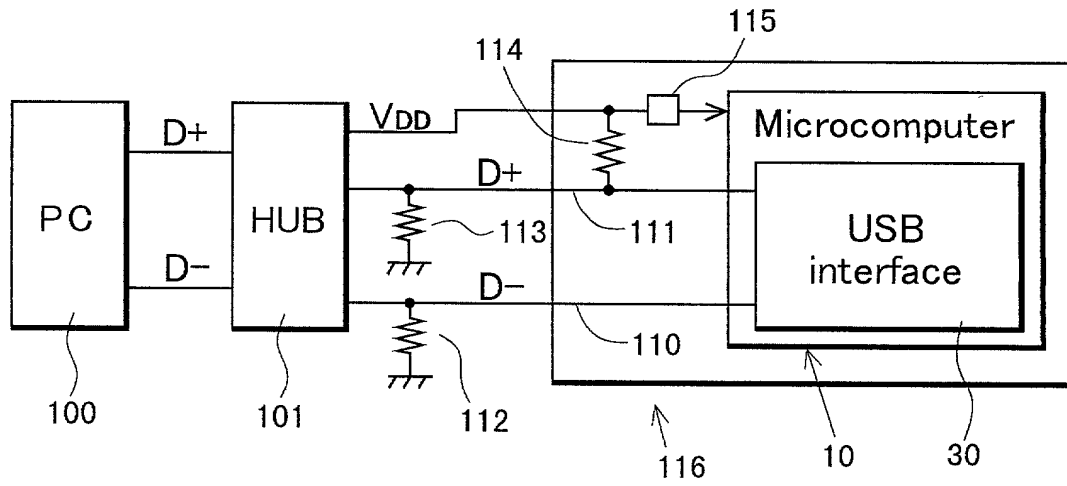 115
114
VDD
Microcomputer
D+
D+
PC
HUB
113
111
USB
interface
D-
D-
100
101
112
110
116
10
30